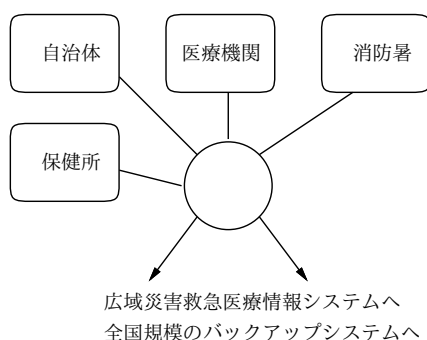 自治体
医療機関
消防暑
保健所
広域災害救急医療情報システムへ
全国規模のバックアップシステムへ